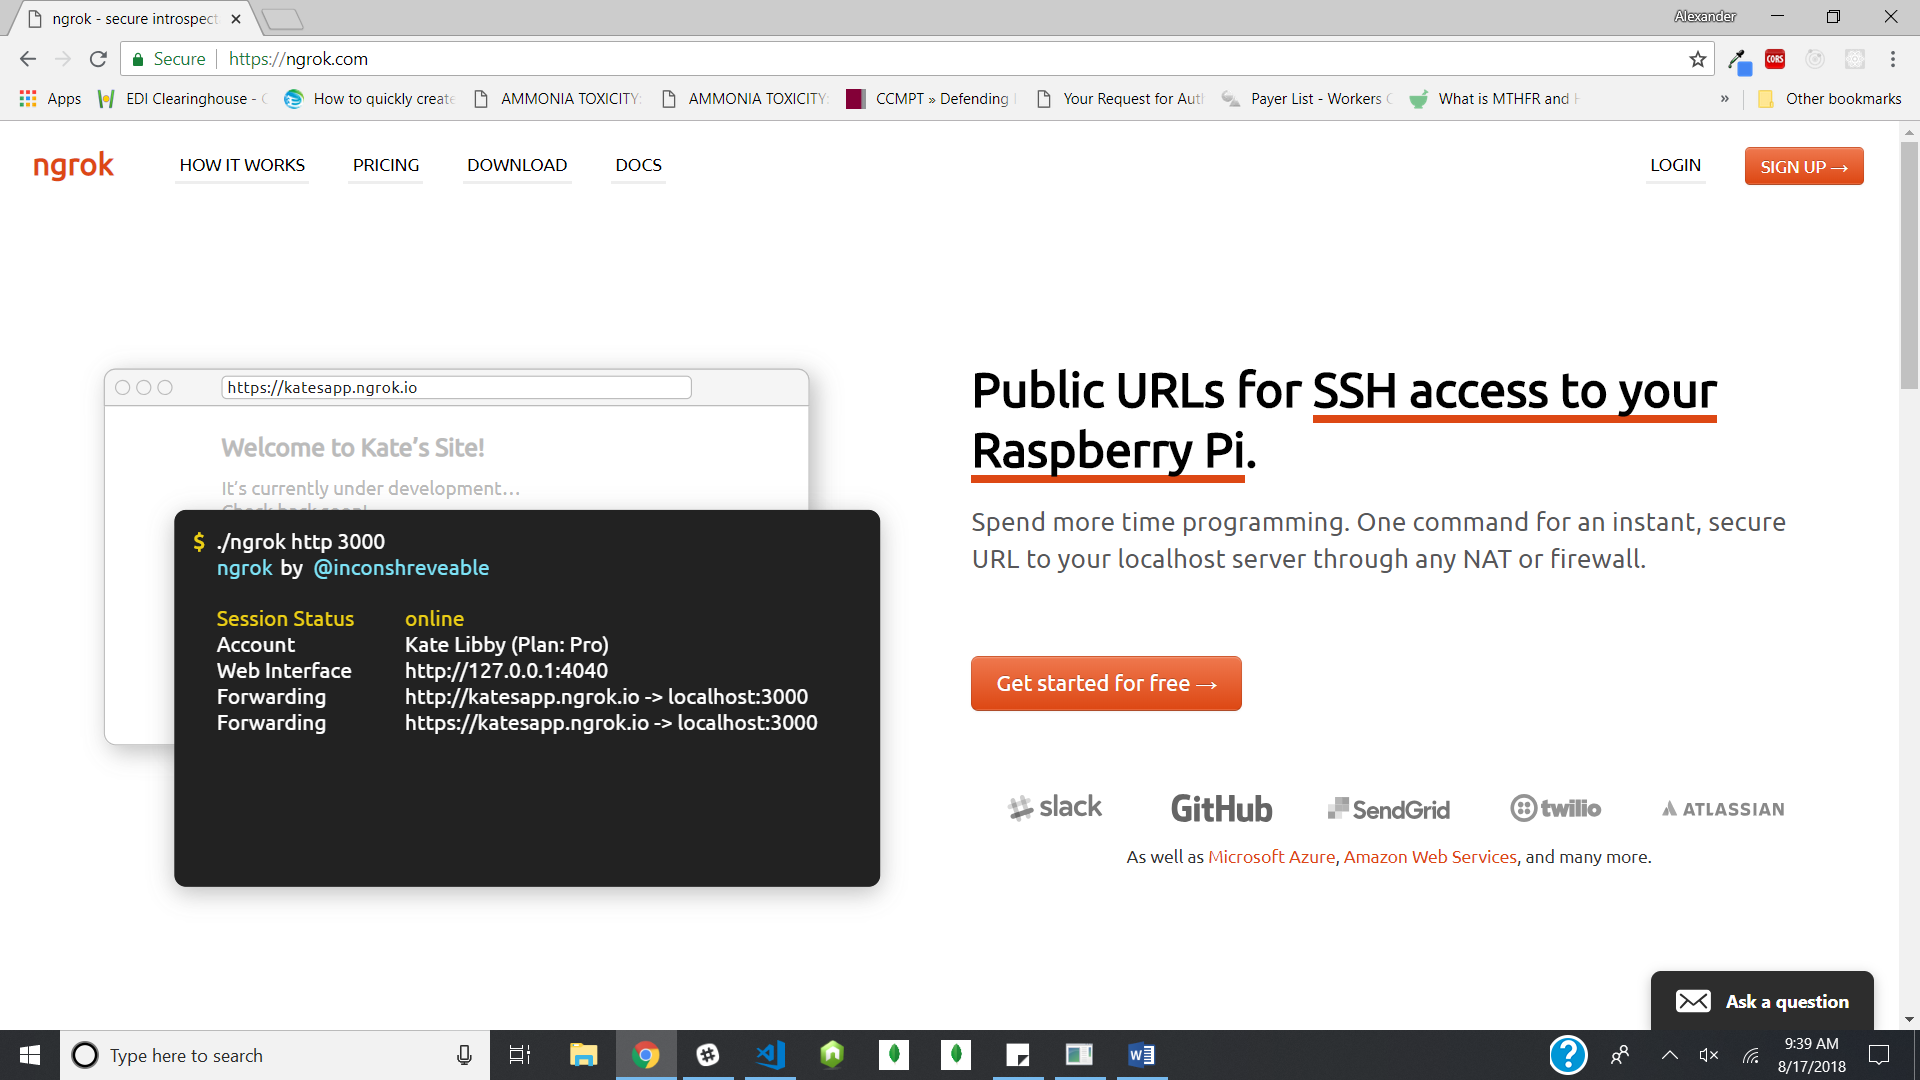 ngrok - secure introspect
Alexander
Secure
https://ngrok.com
CORS
Apps
EDI Clearinghouse -
How to quickly create
AMMONIA TOXICITY:
AMMONIA TOXICITY:
CCMPT » Defending
Your Request for Aut
Payer List - Workers C
What is MTHFR and H
»
Other bookmarks
ngrok
HOW IT WORKS
PRICING
DOWNLOAD
DOCS
LOGIN
SIGN UP →
https://katesapp.ngrok.io
Welcome to Kate's Site!
It's currently under development...
$ ./ngrok http 3000
ngrok by @inconshreveable
Session Status online
Account Kate Libby (Plan: Pro)
Web Interface http://127.0.0.1:4040
Forwarding http://katesapp.ngrok.io -> localhost:3000
Forwarding https://katesapp.ngrok.io -> localhost:3000
Public URLs for SSH access to your
Raspberry Pi.
Spend more time programming. One command for an instant, secure
URL to your localhost server through any NAT or firewall.
Get started for free →
slack
GitHub
SendGrid
twilio
ATLASSIAN
As well as Microsoft Azure, Amazon Web Services, and many more.
Ask a question
Type here to search
9:39 AM
8/17/2018